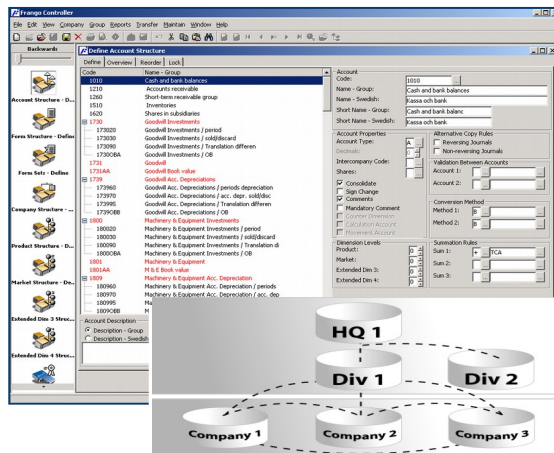 Frango Controller
File Edit View Company Group Reports Transfer Maintain Window Help
Backwards
Account Structure - D...
Form Structure - Define
Form Sets - Define
Company Structure - ...
Product Structure - D...
Market Structure - De...
Extended Dim 3 Struc...
Extended Dim 4 Struc...
Define Account Structure
Define Overview Reorder Lock
Code Name - Group
1010 Cash and bank balances
1210 Accounts receivable
1260 Short-term receivable group
1510 Inventories
1620 Shares in subsidiaries
1730 Goodwill Investments
173020 Goodwill Investments / period
173030 Goodwill Investments / sold/discard
173090 Goodwill Investments / Translation differen
1730OBA Goodwill Investments / OB
1731 Goodwill
1731AA Goodwill Book value
1739 Goodwill Acc. Depreciations
173960 Goodwill Acc. Depreciations / periods depreciation
173970 Goodwill Acc. Depreciations / acc. depr. sold/disc
173995 Goodwill Acc. Depreciations / Translation differen
1739OBB Goodwill Acc. Depreciations / OB
1800 Machinery & Equipment Investments
180020 Machinery & Equipment Investments / period
180030 Machinery & Equipment Investments / sold/discard
180090 Machinery & Equipment Investments / Translation di
1800OBA Machinery & Equipment Investments / OB
1801 Machinery & Equipment
1801AA M & E Book value
1809 Machinery & Equipment Acc. Depreciation
180960 Machinery & Equipment Acc. Depreciation / periods
180970 Machinery & Equipment Acc. Depreciation / acc. dep
180995 M
1809OBB M
Account Description
Description - Group
Description - Swedish
Account
Code: 1010 ...
Name - Group: Cash and bank balances
Name - Swedish: Kassa och bank
Short Name - Group: Cash and bank balanc
Short Name - Swedish: Kassa och bank
Account Properties
Account Type: A ...
Decimals: 0
Intercompany Code: ...
Shares: ...
Consolidate
Sign Change
Comments
Mandatory Comment
Counter Dimension
Calculation Account
Movement Account
Dimension Levels
Product: 0
Market: 0
Extended Dim 3: 0
Extended Dim 4: 0
Alternative Copy Rules
Reversing Journals
Non-reversing Journals
Validation Between Accounts
Account 1: ... ...
Account 2: ... ...
Conversion Method
Method 1: B ...
Method 2: B ...
Summation Rules
Sum 1: + ... TCA ...
Sum 2: ... ...
Sum 3: ... ...
HQ 1
Div 1 Div 2
Company 1 Company 2 Company 3